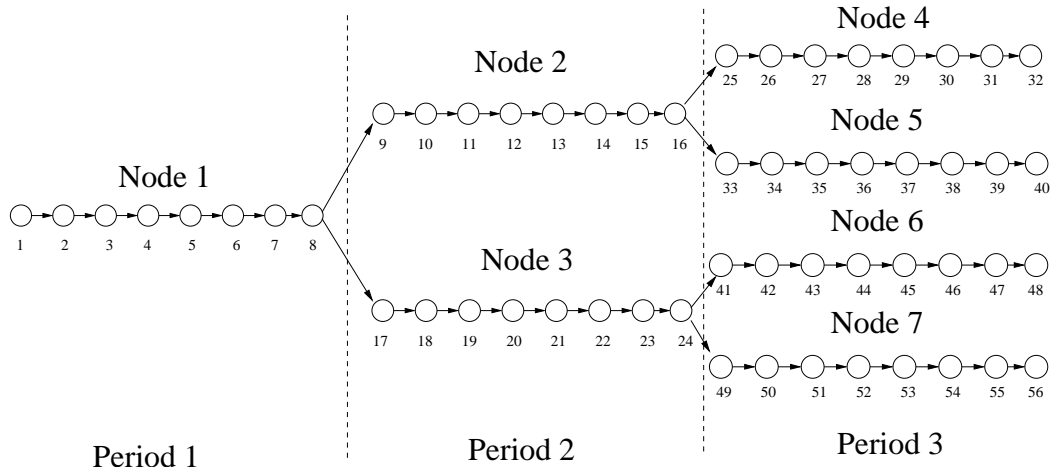 Node 4
25 26 27 28 29 30 31 32
Node 2
9 10 11 12 13 14 15 16
Node 5
33 34 35 36 37 38 39 40
Node 1
1 2 3 4 5 6 7 8
Node 6
41 42 43 44 45 46 47 48
Node 3
17 18 19 20 21 22 23 24
Node 7
49 50 51 52 53 54 55 56
Period 1
Period 2
Period 3